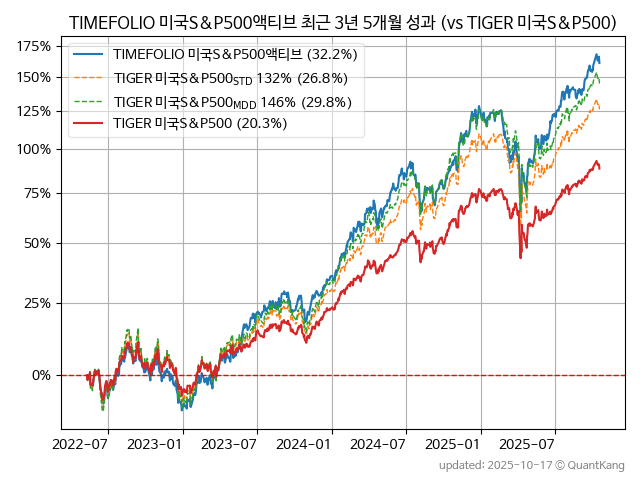 TIMEFOLIO 미국S&P500액티브 최근 3년 5개월 성과 (vs TIGER 미국S&P500)
TIMEFOLIO 미국S&P500액티브 (32.2%)
TIGER 미국S&P500STD 132% (26.8%)
TIGER 미국S&P500MDD 146% (29.8%)
TIGER 미국S&P500 (20.3%)
175%
150%
125%
100%
75%
50%
25%
0%
2022-07 2023-01 2023-07 2024-01 2024-07 2025-01 2025-07
updated: 2025-10-17 © QuantKang